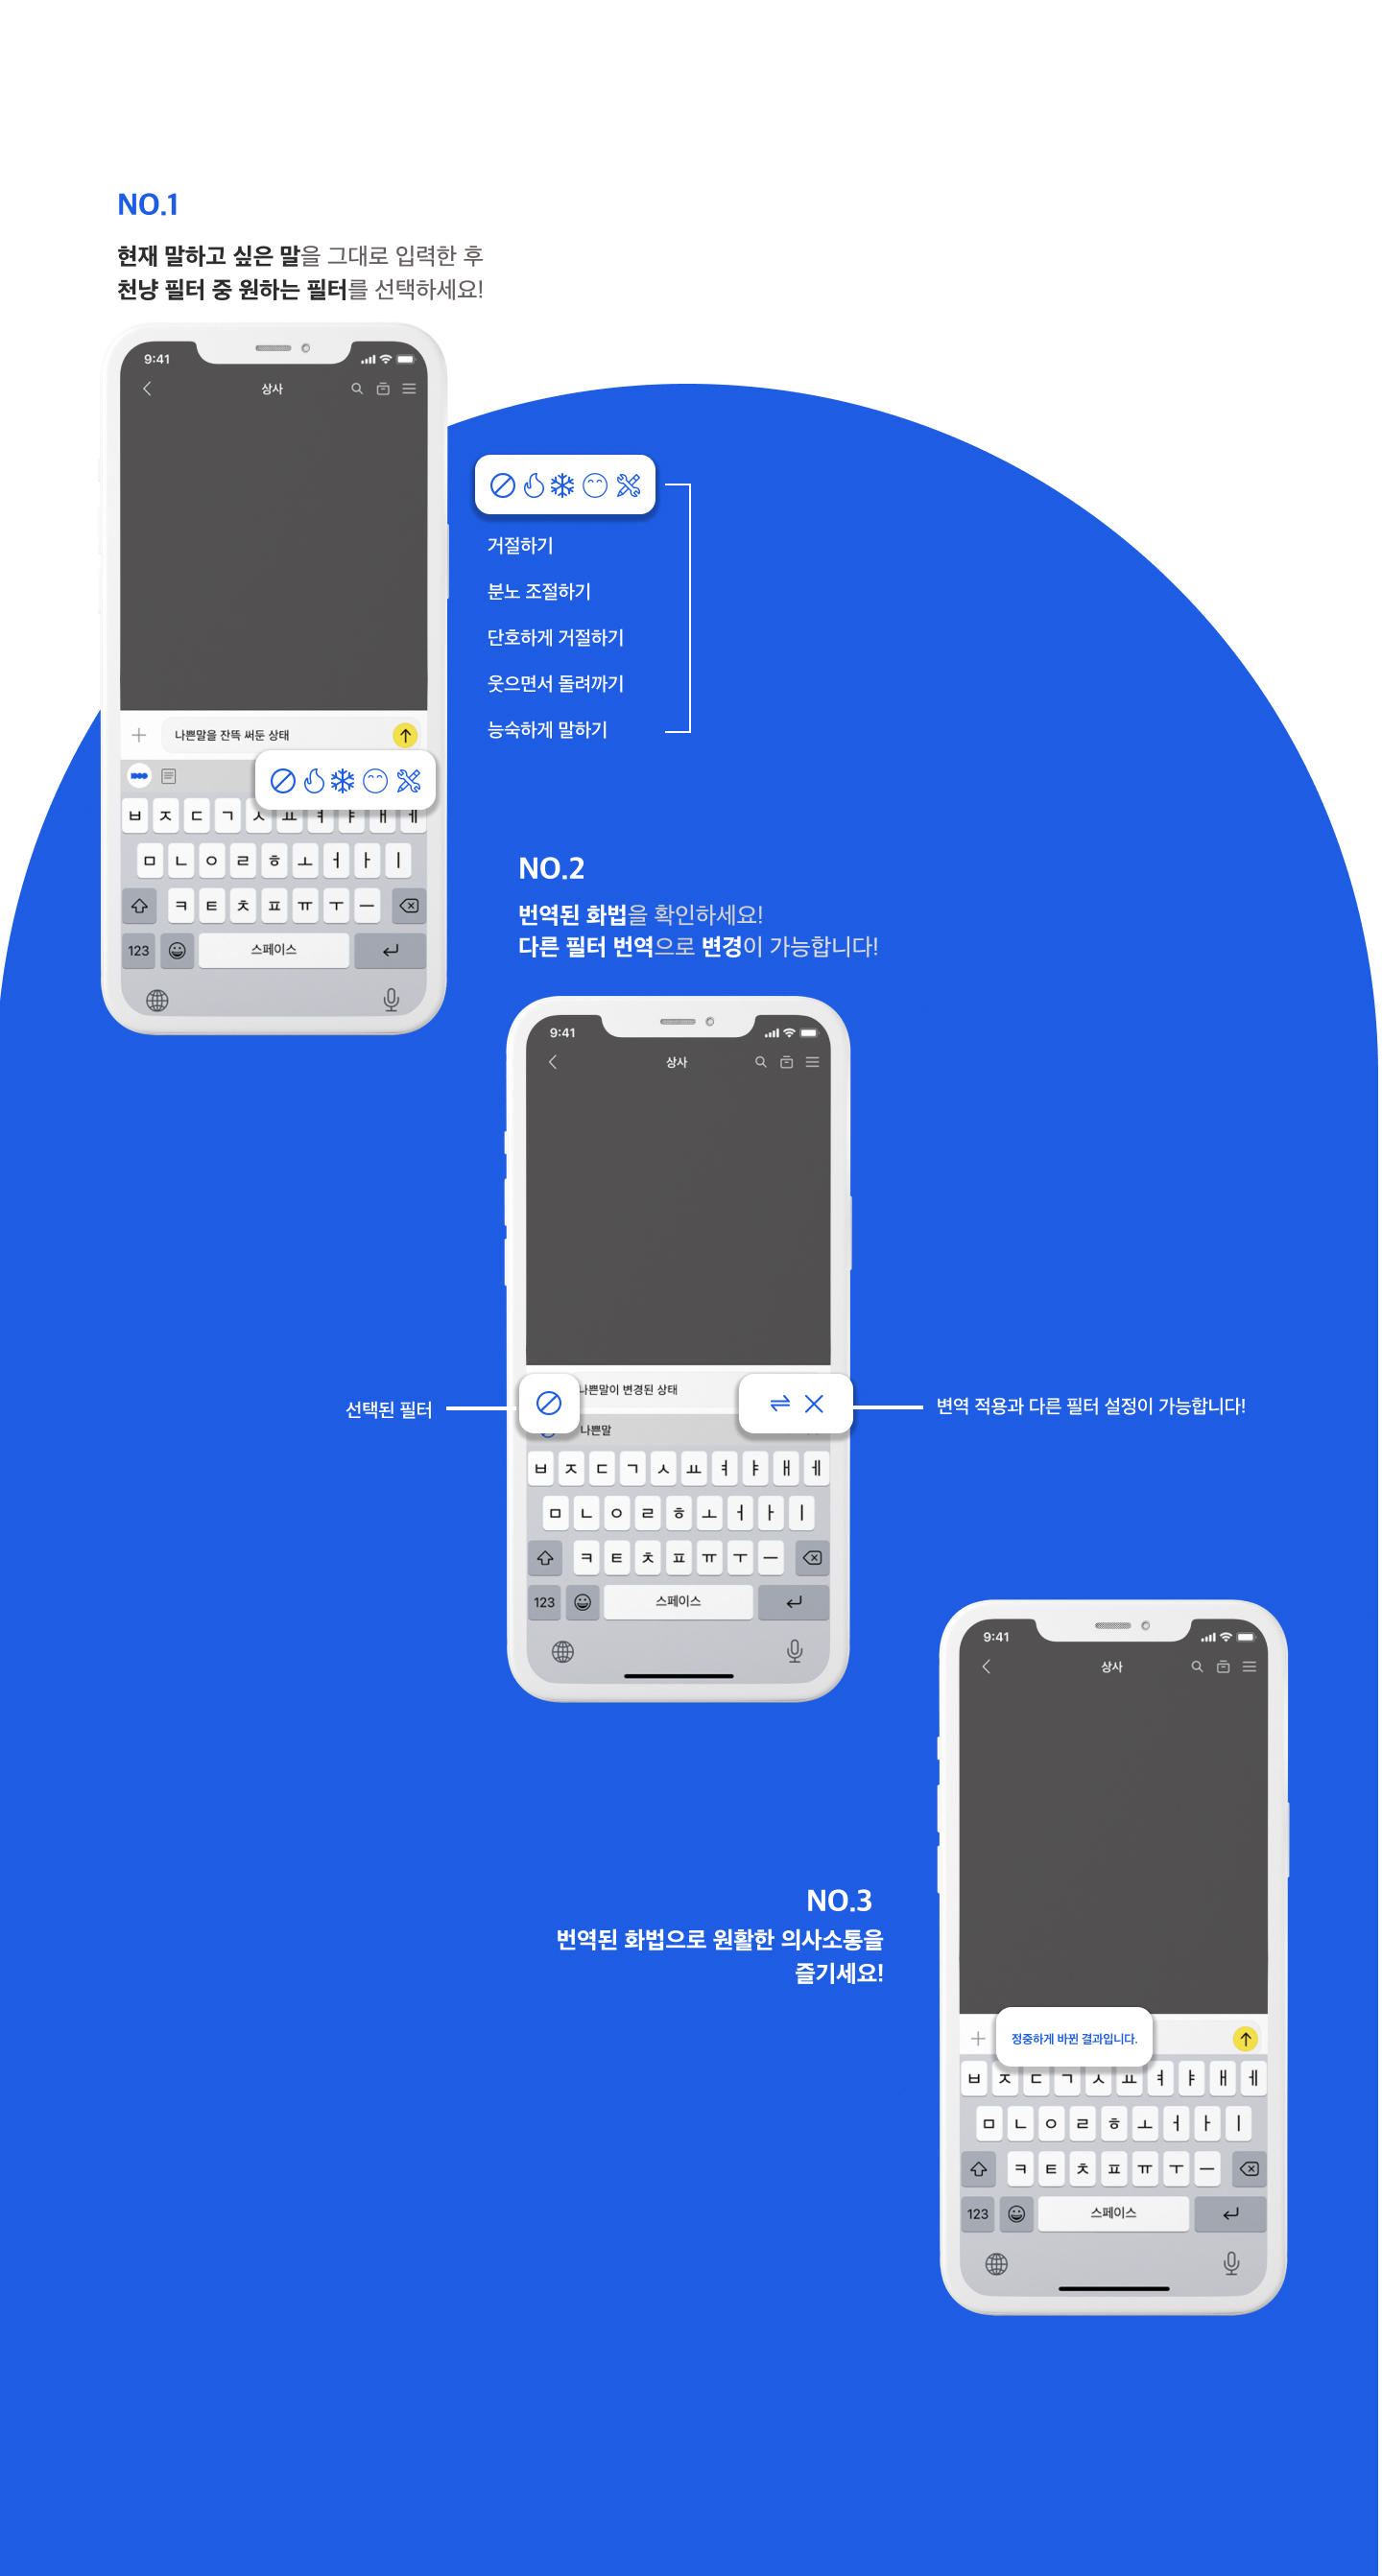 NO.1
현재 말하고 싶은 말을 그대로 입력한 후
천냥 필터 중 원하는 필터를 선택하세요!
9:41
상사
거절하기
분노 조절하기
단호하게 거절하기
웃으면서 돌려까기
능숙하게 말하기
나쁜말을 잔뜩 써둔 상태
ㅂ ㅈ ㄷ ㄱ ㅅ ㅛ ㅕ ㅑ ㅐ ㅔ
ㅁ ㄴ ㅇ ㄹ ㅎ ㅗ ㅓ ㅏ ㅣ
ㅋ ㅌ ㅊ ㅍ ㅠ ㅜ ㅡ
123 스페이스
NO.2
번역된 화법을 확인하세요!
다른 필터 번역으로 변경이 가능합니다!
9:41
상사
나쁜말이 변경된 상태
선택된 필터
변역 적용과 다른 필터 설정이 가능합니다!
나쁜말
ㅂ ㅈ ㄷ ㄱ ㅅ ㅛ ㅕ ㅑ ㅐ ㅔ
ㅁ ㄴ ㅇ ㄹ ㅎ ㅗ ㅓ ㅏ ㅣ
ㅋ ㅌ ㅊ ㅍ ㅠ ㅜ ㅡ
123 스페이스
NO.3
번역된 화법으로 원활한 의사소통을
즐기세요!
9:41
상사
정중하게 바뀐 결과입니다.
ㅂ ㅈ ㄷ ㄱ ㅅ ㅛ ㅕ ㅑ ㅐ ㅔ
ㅁ ㄴ ㅇ ㄹ ㅎ ㅗ ㅓ ㅏ ㅣ
ㅋ ㅌ ㅊ ㅍ ㅠ ㅜ ㅡ
123 스페이스